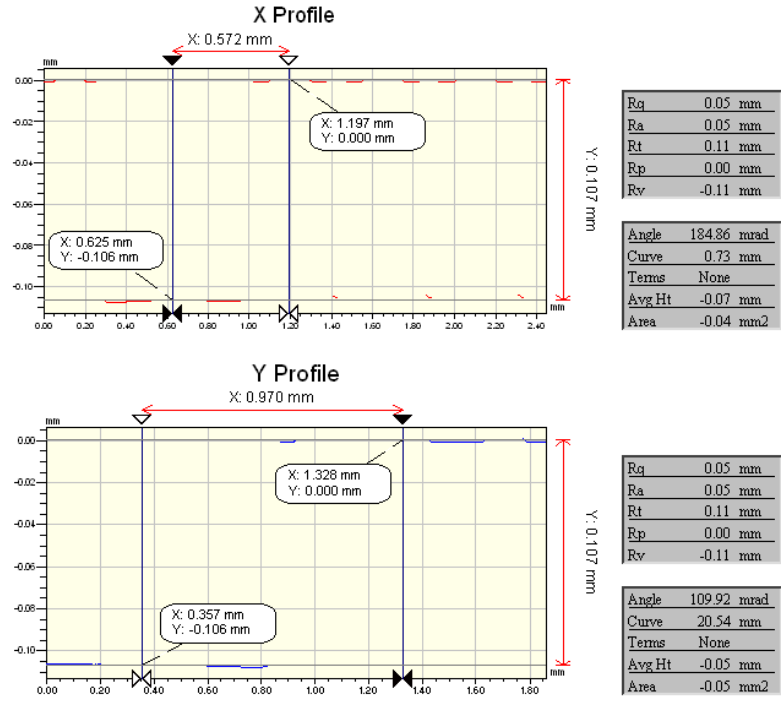 X Profile
X: 0.572 mm
mm
0.00
-0.02
-0.04
-0.06
-0.08
-0.10
X: 1.197 mm
Y: 0.000 mm
X: 0.625 mm
Y: -0.106 mm
Y: 0.107 mm
0.00 0.20 0.40 0.60 0.80 1.00 1.20 1.40 1.60 1.80 2.00 2.20 2.40
mm
Rq 0.05 mm
Ra 0.05 mm
Rt 0.11 mm
Rp 0.00 mm
Rv -0.11 mm
Angle 184.86 mrad
Curve 0.73 mm
Terms None
Avg Ht -0.07 mm
Area -0.04 mm2
Y Profile
X: 0.970 mm
mm
0.00
-0.02
-0.04
-0.06
-0.08
-0.10
X: 1.328 mm
Y: 0.000 mm
X: 0.357 mm
Y: -0.106 mm
Y: 0.107 mm
0.00 0.20 0.40 0.60 0.80 1.00 1.20 1.40 1.60 1.80
mm
Rq 0.05 mm
Ra 0.05 mm
Rt 0.11 mm
Rp 0.00 mm
Rv -0.11 mm
Angle 109.92 mrad
Curve 20.54 mm
Terms None
Avg Ht -0.05 mm
Area -0.05 mm2